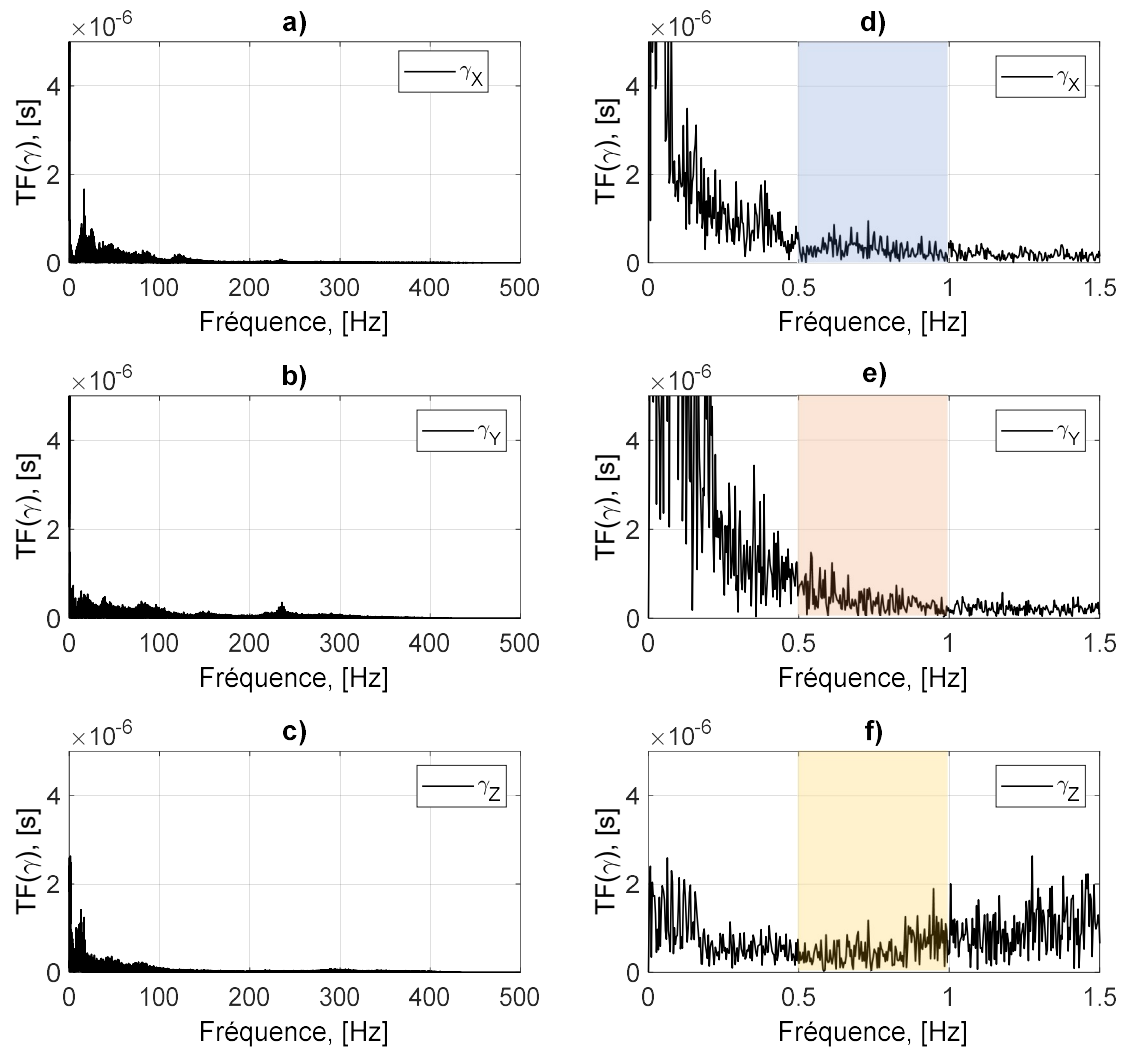 a)
×10-6
γX
TF(γ), [s]
4
2
0
0 100 200 300 400 500
Fréquence, [Hz]
d)
×10-6
γX
TF(γ), [s]
4
2
0
0 0.5 1 1.5
Fréquence, [Hz]
b)
×10-6
γY
TF(γ), [s]
4
2
0
0 100 200 300 400 500
Fréquence, [Hz]
e)
×10-6
γY
TF(γ), [s]
4
2
0
0 0.5 1 1.5
Fréquence, [Hz]
c)
×10-6
γZ
TF(γ), [s]
4
2
0
0 100 200 300 400 500
Fréquence, [Hz]
f)
×10-6
γZ
TF(γ), [s]
4
2
0
0 0.5 1 1.5
Fréquence, [Hz]